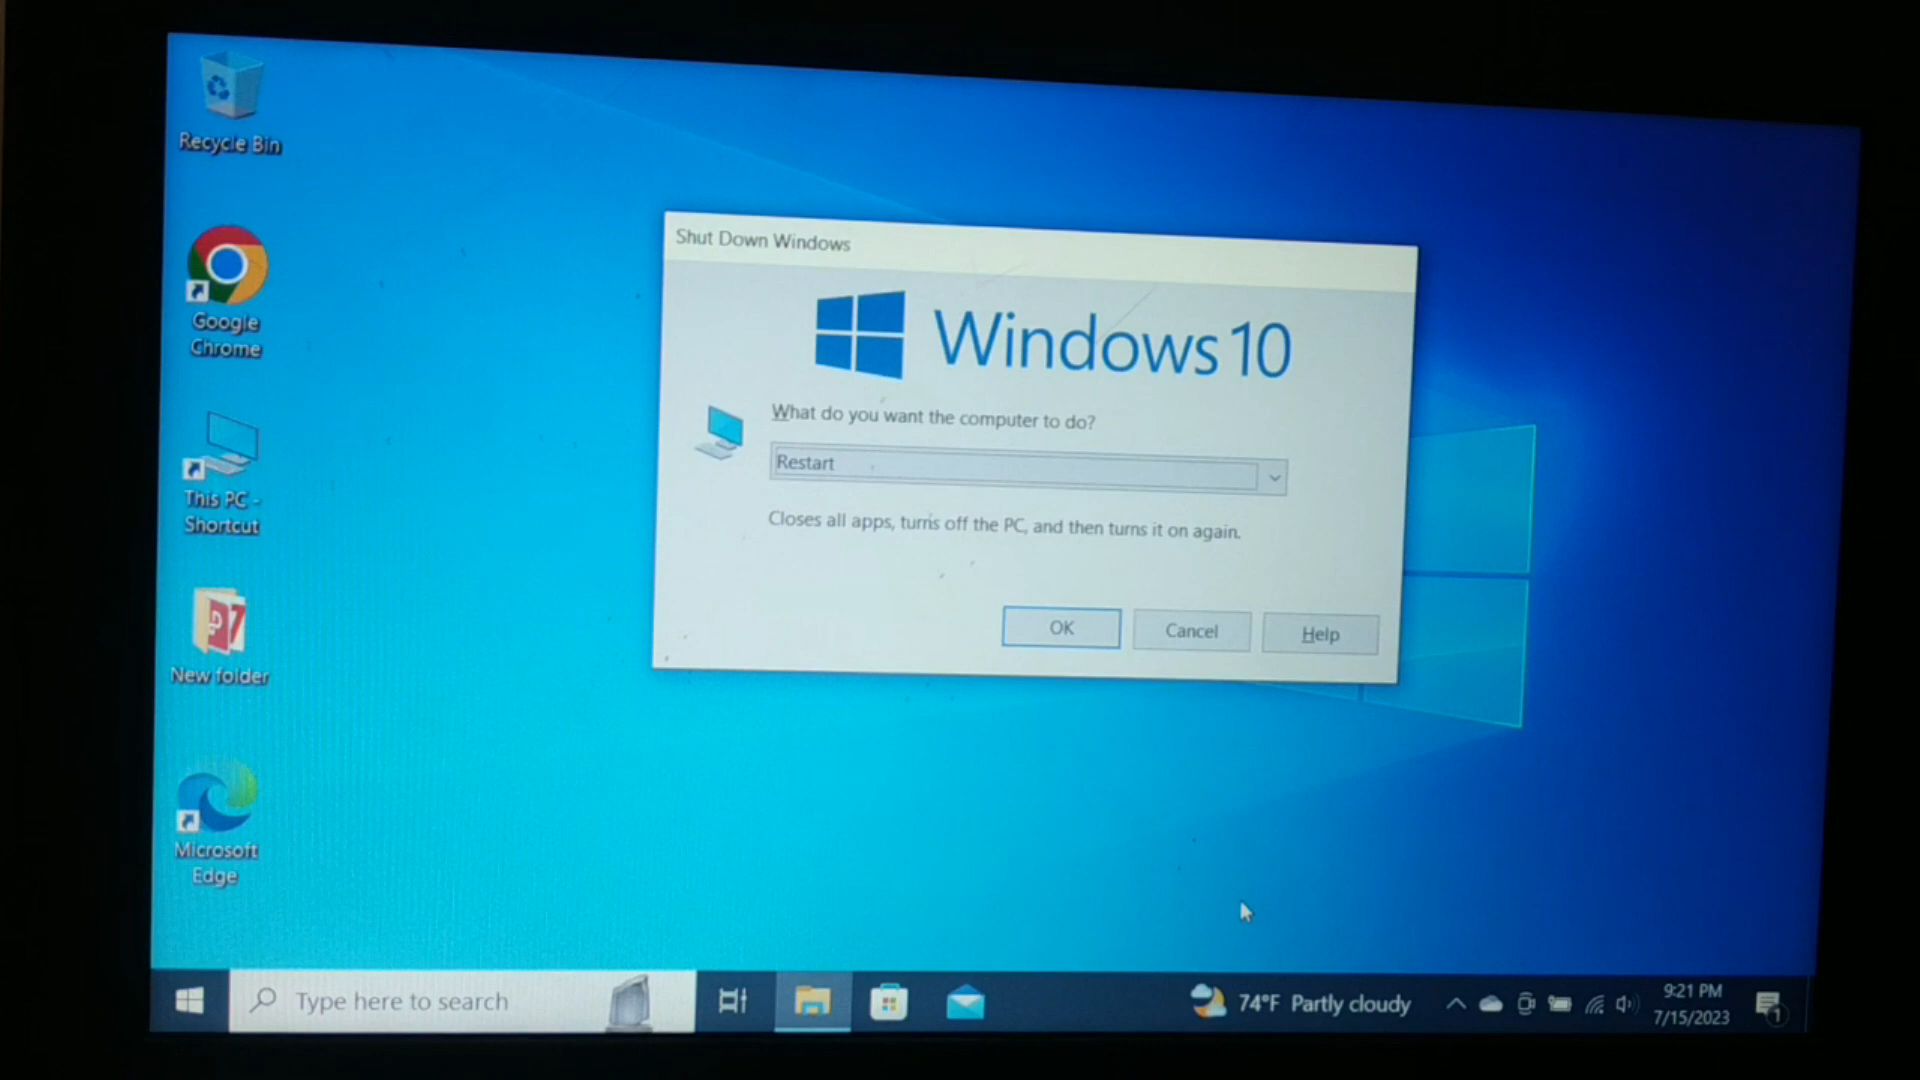 Recycle Bin
Google
Chrome
This PC -
Shortcut
New folder
Microsoft
Edge
Shut Down Windows
Windows 10
What do you want the computer to do?
Restart
Closes all apps, turns off the PC, and then turns it on again.
OK
Cancel
Help
Type here to search
74°F Partly cloudy
9:21 PM
7/15/2023
1